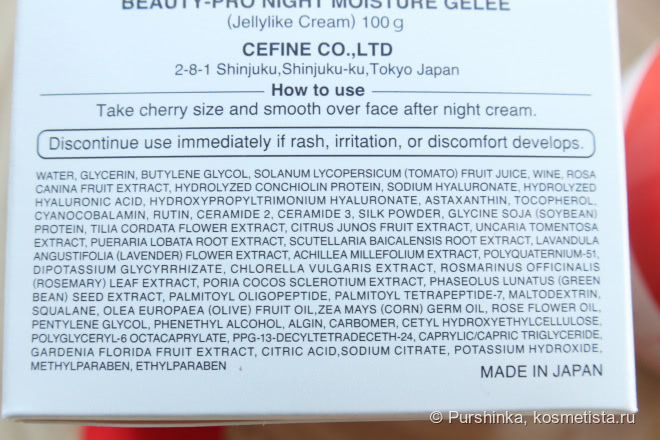 BEAUTY-PRO NIGHT MOISTURE GELEE
(Jellylike Cream) 100 g
CEFINE CO.,LTD
2-8-1 Shinjuku,Shinjuku-ku,Tokyo Japan
How to use
Take cherry size and smooth over face after night cream.
Discontinue use immediately if rash, irritation, or discomfort develops.
WATER, GLYCERIN, BUTYLENE GLYCOL, SOLANUM LYCOPERSICUM (TOMATO) FRUIT JUICE, WINE, ROSA
CANINA FRUIT EXTRACT, HYDROLYZED CONCHIOLIN PROTEIN, SODIUM HYALURONATE, HYDROLYZED
HYALURONIC ACID, HYDROXYPROPYLTRIMONIUM HYALURONATE, ASTAXANTHIN, TOCOPHEROL,
CYANOCOBALAMIN, RUTIN, CERAMIDE 2, CERAMIDE 3, SILK POWDER, GLYCINE SOJA (SOYBEAN)
PROTEIN, TILIA CORDATA FLOWER EXTRACT, CITRUS JUNOS FRUIT EXTRACT, UNCARIA TOMENTOSA
EXTRACT, PUERARIA LOBATA ROOT EXTRACT, SCUTELLARIA BAICALENSIS ROOT EXTRACT, LAVANDULA
ANGUSTIFOLIA (LAVENDER) FLOWER EXTRACT, ACHILLEA MILLEFOLIUM EXTRACT, POLYQUATERNIUM-51,
DIPOTASSIUM GLYCYRRHIZATE, CHLORELLA VULGARIS EXTRACT, ROSMARINUS OFFICINALIS
(ROSEMARY) LEAF EXTRACT, PORIA COCOS SCLEROTIUM EXTRACT, PHASEOLUS LUNATUS (GREEN
BEAN) SEED EXTRACT, PALMITOYL OLIGOPEPTIDE, PALMITOYL TETRAPEPTIDE-7, MALTODEXTRIN,
SQUALANE, OLEA EUROPAEA (OLIVE) FRUIT OIL,ZEA MAYS (CORN) GERM OIL, ROSE FLOWER OIL,
PENTYLENE GLYCOL, PHENETHYL ALCOHOL, ALGIN, CARBOMER, CETYL HYDROXYETHYLCELLULOSE,
POLYGLYCERYL-6 OCTACAPRYLATE, PPG-13-DECYLTETRADECETH-24, CAPRYLIC/CAPRIC TRIGLYCERIDE,
GARDENIA FLORIDA FRUIT EXTRACT, CITRIC ACID,SODIUM CITRATE, POTASSIUM HYDROXIDE,
METHYLPARABEN, ETHYLPARABEN
MADE IN JAPAN
© Purshinka, kosmetista.ru